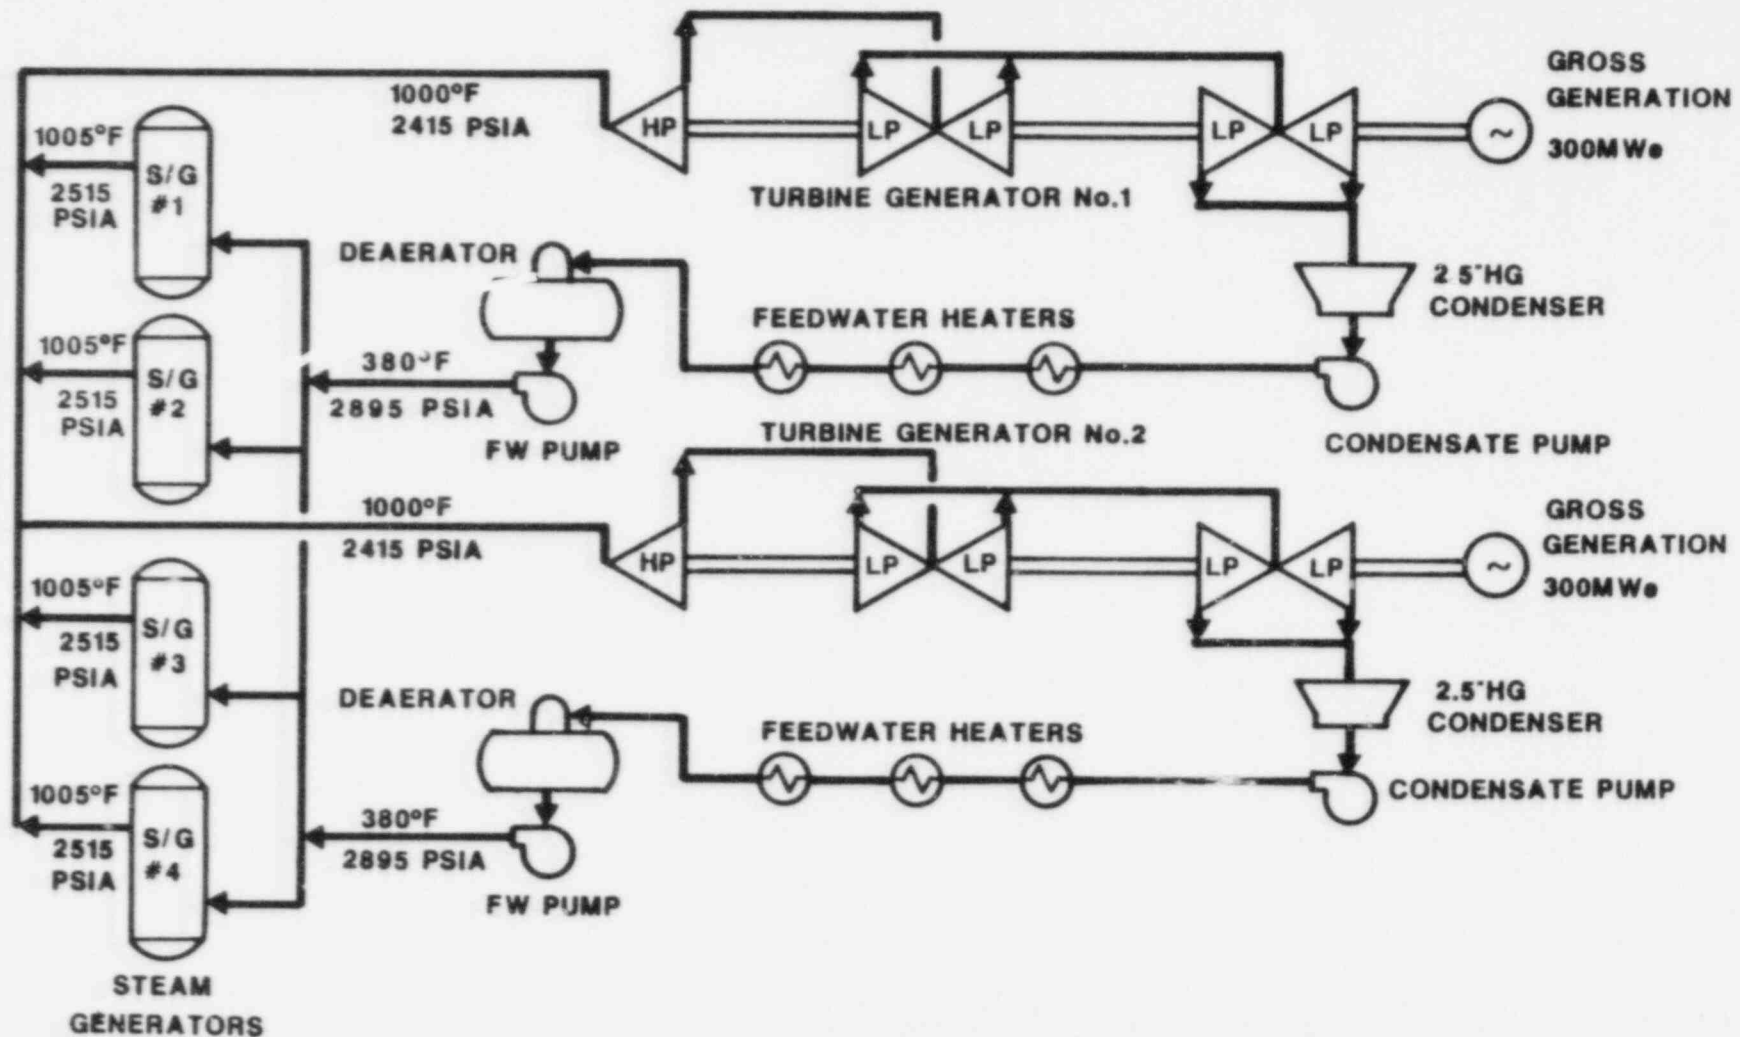 GROSS
GENERATION
300MWe
1000°F
2415 PSIA
HP
LP
LP
LP
LP
~
TURBINE GENERATOR No.1
1005°F
2515
PSIA
S/G
#1
DEAERATOR
2 5"HG
CONDENSER
FEEDWATER HEATERS
1005°F
2515
PSIA
S/G
#2
380°F
2895 PSIA
FW PUMP
CONDENSATE PUMP
TURBINE GENERATOR No.2
1000°F
2415 PSIA
HP
LP
LP
LP
LP
~
GROSS
GENERATION
300MWe
1005°F
2515
PSIA
S/G
#3
DEAERATOR
2.5"HG
CONDENSER
FEEDWATER HEATERS
1005°F
2515
PSIA
S/G
#4
380°F
2895 PSIA
FW PUMP
CONDENSATE PUMP
STEAM
GENERATORS